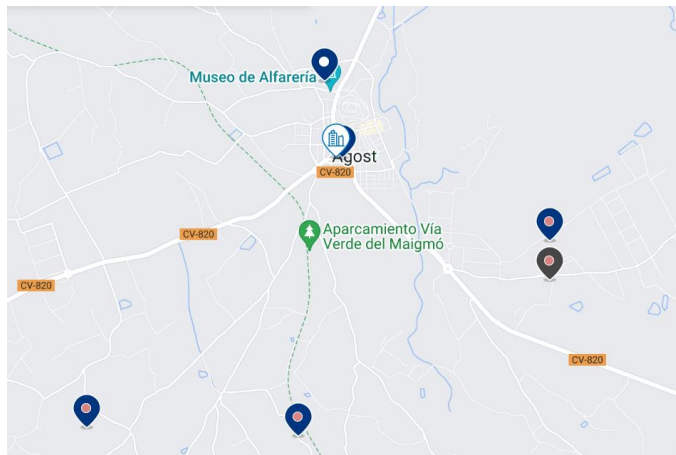 Museo de Alfarería
Agost
CV-820
Aparcamiento Vía
Verde del Maigmó
CV-820
CV-820
CV-820